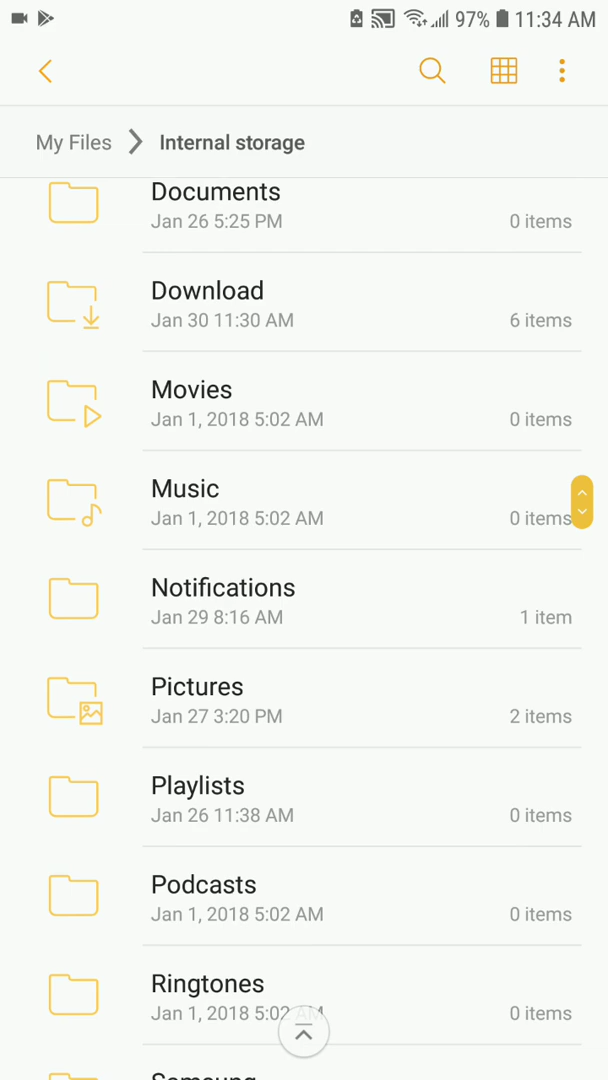 97% 11:34 AM
My Files Internal storage
Documents
Jan 26 5:25 PM 0 items
Download
Jan 30 11:30 AM 6 items
Movies
Jan 1, 2018 5:02 AM 0 items
Music
Jan 1, 2018 5:02 AM 0 items
Notifications
Jan 29 8:16 AM 1 item
Pictures
Jan 27 3:20 PM 2 items
Playlists
Jan 26 11:38 AM 0 items
Podcasts
Jan 1, 2018 5:02 AM 0 items
Ringtones
Jan 1, 2018 5:02 AM 0 items
Samsung